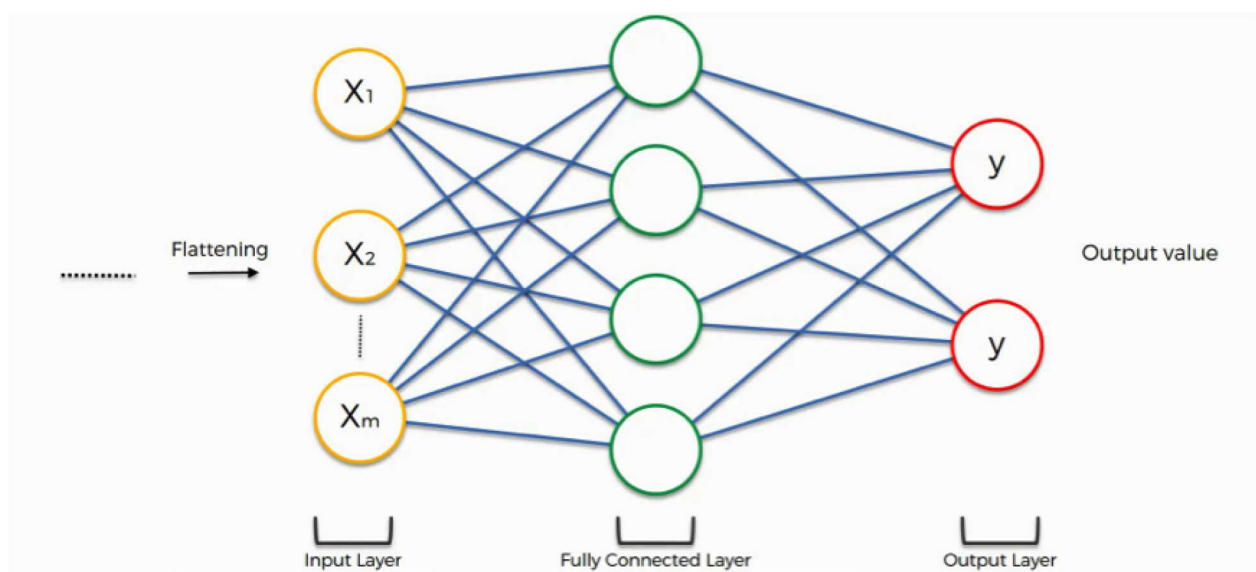 X₁
Flattening
X₂
Xₘ
y
y
Output value
Input Layer
Fully Connected Layer
Output Layer